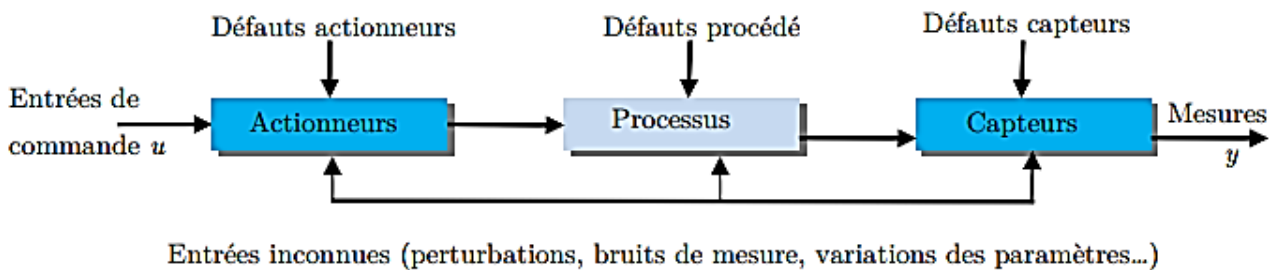 Défauts actionneurs
Défauts procédé
Défauts capteurs
Entrées de
commande u
Actionneurs
Processus
Capteurs
Mesures
y
Entrées inconnues (perturbations, bruits de mesure, variations des paramètres...)